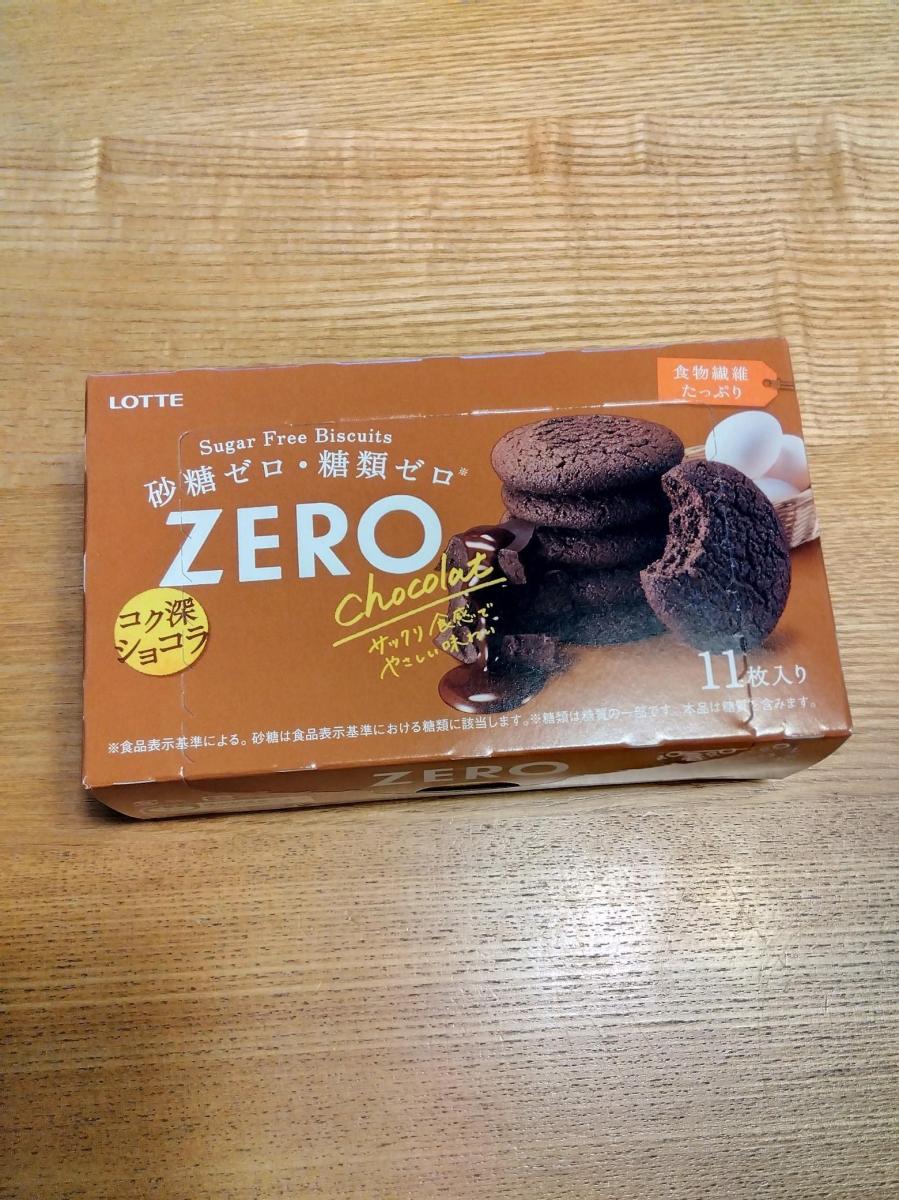 LOTTE
食物繊維
たっぷり
Sugar Free Biscuits
砂糖ゼロ・糖類ゼロ※
ZERO
Chocolat
サックリ食感で
やさしい味わい
コク深
ショコラ
11枚入り
※食品表示基準による。砂糖は食品表示基準における糖類に該当します。※糖類は糖質の一部です。本品は糖質を含みます。
ZERO